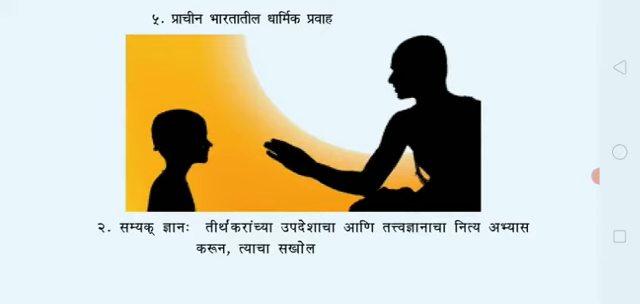 ५. प्राचीन भारतातील धार्मिक प्रवाह
२. सम्यक् ज्ञानः तीर्थंकरांच्या उपदेशाचा आणि तत्त्वज्ञानाचा नित्य अभ्यास
करून, त्याचा सखोल